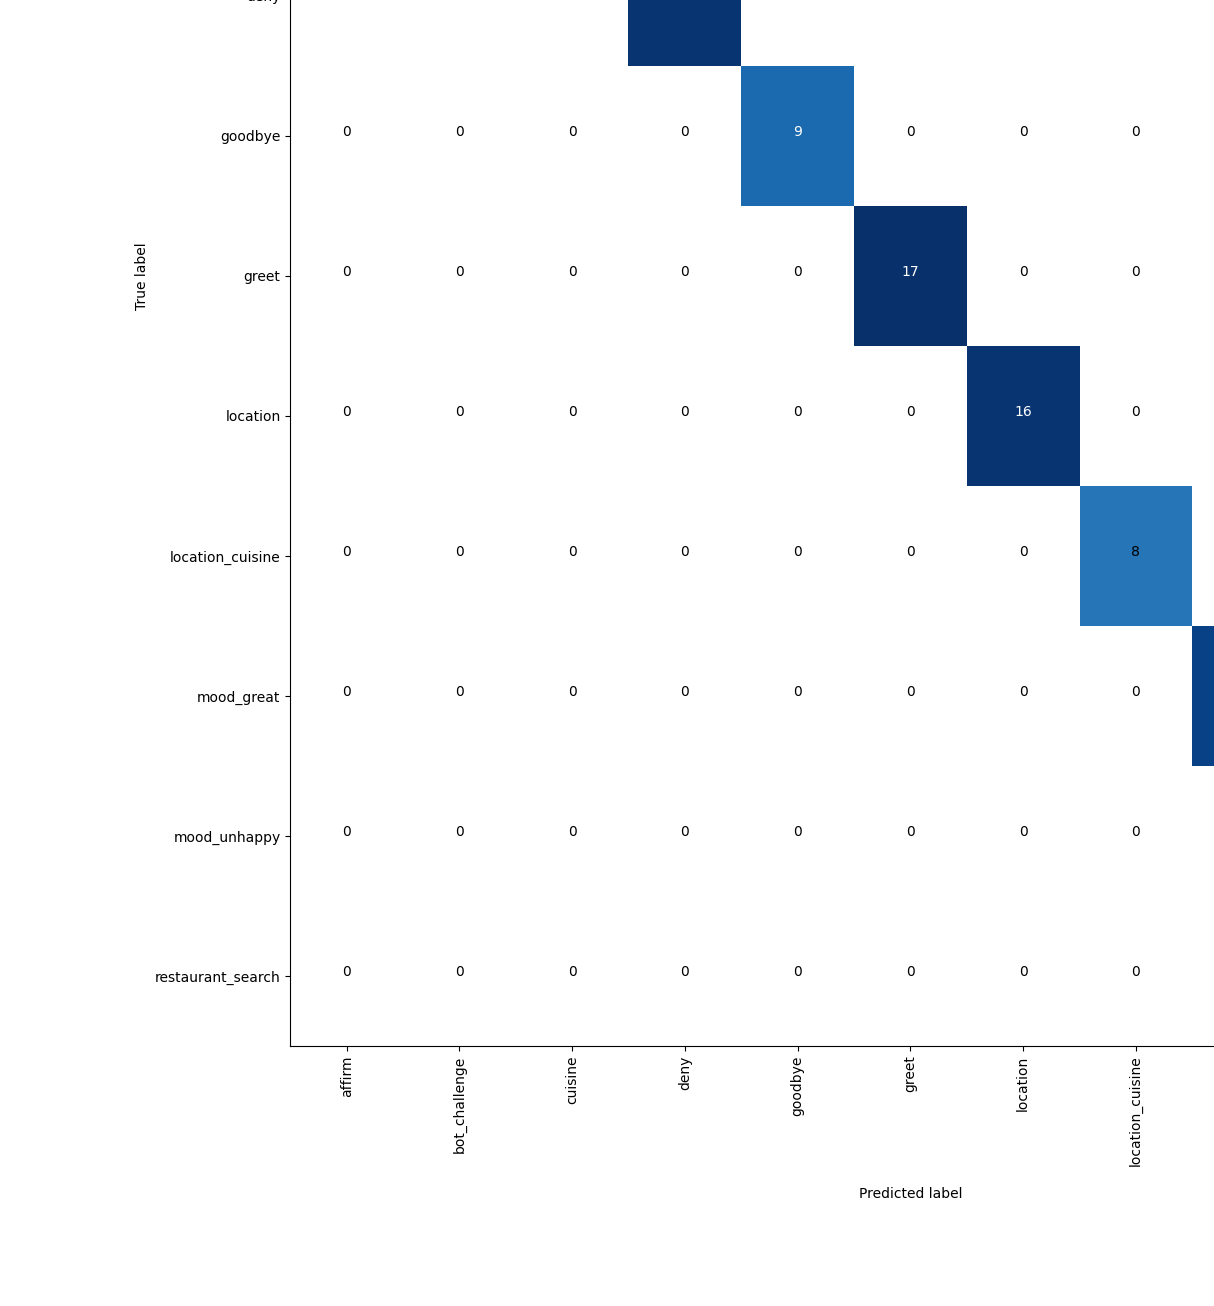 goodbye 0 0 0 0 9 0 0 0
True label
greet 0 0 0 0 0 17 0 0
location 0 0 0 0 0 0 16 0
location_cuisine 0 0 0 0 0 0 0 8
mood_great 0 0 0 0 0 0 0 0
mood_unhappy 0 0 0 0 0 0 0 0
restaurant_search 0 0 0 0 0 0 0 0
affirm bot_challenge cuisine deny goodbye greet location location_cuisine
Predicted label